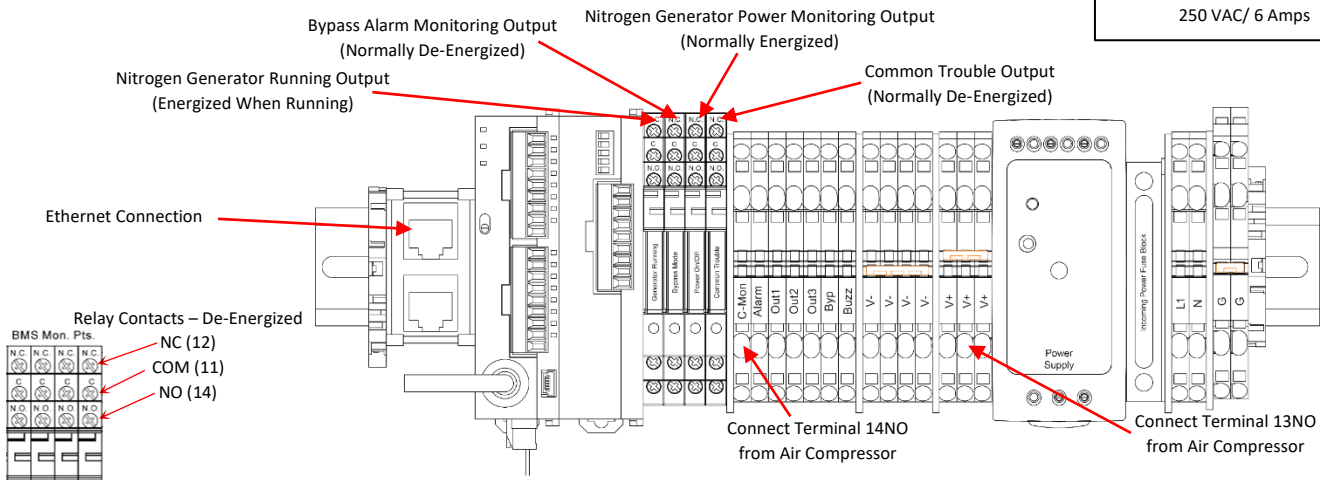 250 VAC/ 6 Amps
Nitrogen Generator Power Monitoring Output
(Normally Energized)
Bypass Alarm Monitoring Output
(Normally De-Energized)
Nitrogen Generator Running Output
(Energized When Running)
Common Trouble Output
(Normally De-Energized)
Ethernet Connection
N.C. N.C. N.C. N.C.
C C C C
N.O. N.O. N.O. N.O.
Generator Running
Bypass Mode
Power On/Off
Common Trouble
C-Mon
Alarm
Out1
Out2
Out3
Byp
Buzz
V-
V-
V-
V-
V+
V+
V+
Power
Supply
Incoming Power Fuse Block
L1
N
G
G
Relay Contacts – De-Energized
BMS Mon. Pts.
NC (12)
COM (11)
NO (14)
N.C. N.C. N.C. N.C.
C C C C
N.O. N.O. N.O. N.O.
Connect Terminal 14NO
from Air Compressor
Connect Terminal 13NO
from Air Compressor